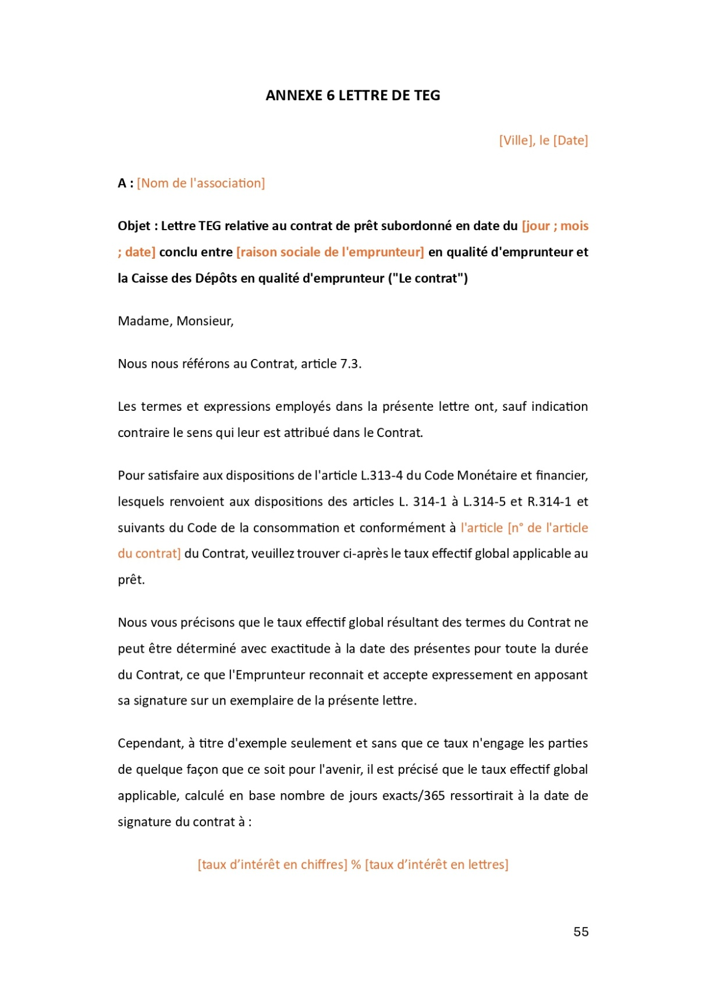 ANNEXE 6 LETTRE DE TEG
[Ville], le [Date]
A : [Nom de l'association]
Objet : Lettre TEG relative au contrat de prêt subordonné en date du [jour ; mois
; date] conclu entre [raison sociale de l'emprunteur] en qualité d'emprunteur et
la Caisse des Dépôts en qualité d'emprunteur ("Le contrat")
Madame, Monsieur,
Nous nous référons au Contrat, article 7.3.
Les termes et expressions employés dans la présente lettre ont, sauf indication
contraire le sens qui leur est attribué dans le Contrat.
Pour satisfaire aux dispositions de l'article L.313-4 du Code Monétaire et financier,
lesquels renvoient aux dispositions des articles L. 314-1 à L.314-5 et R.314-1 et
suivants du Code de la consommation et conformément à l'article [n° de l'article
du contrat] du Contrat, veuillez trouver ci-après le taux effectif global applicable au
prêt.
Nous vous précisons que le taux effectif global résultant des termes du Contrat ne
peut être déterminé avec exactitude à la date des présentes pour toute la durée
du Contrat, ce que l'Emprunteur reconnait et accepte expressement en apposant
sa signature sur un exemplaire de la présente lettre.
Cependant, à titre d'exemple seulement et sans que ce taux n'engage les parties
de quelque façon que ce soit pour l'avenir, il est précisé que le taux effectif global
applicable, calculé en base nombre de jours exacts/365 ressortirait à la date de
signature du contrat à :
[taux d’intérêt en chiffres] % [taux d’intérêt en lettres]
55